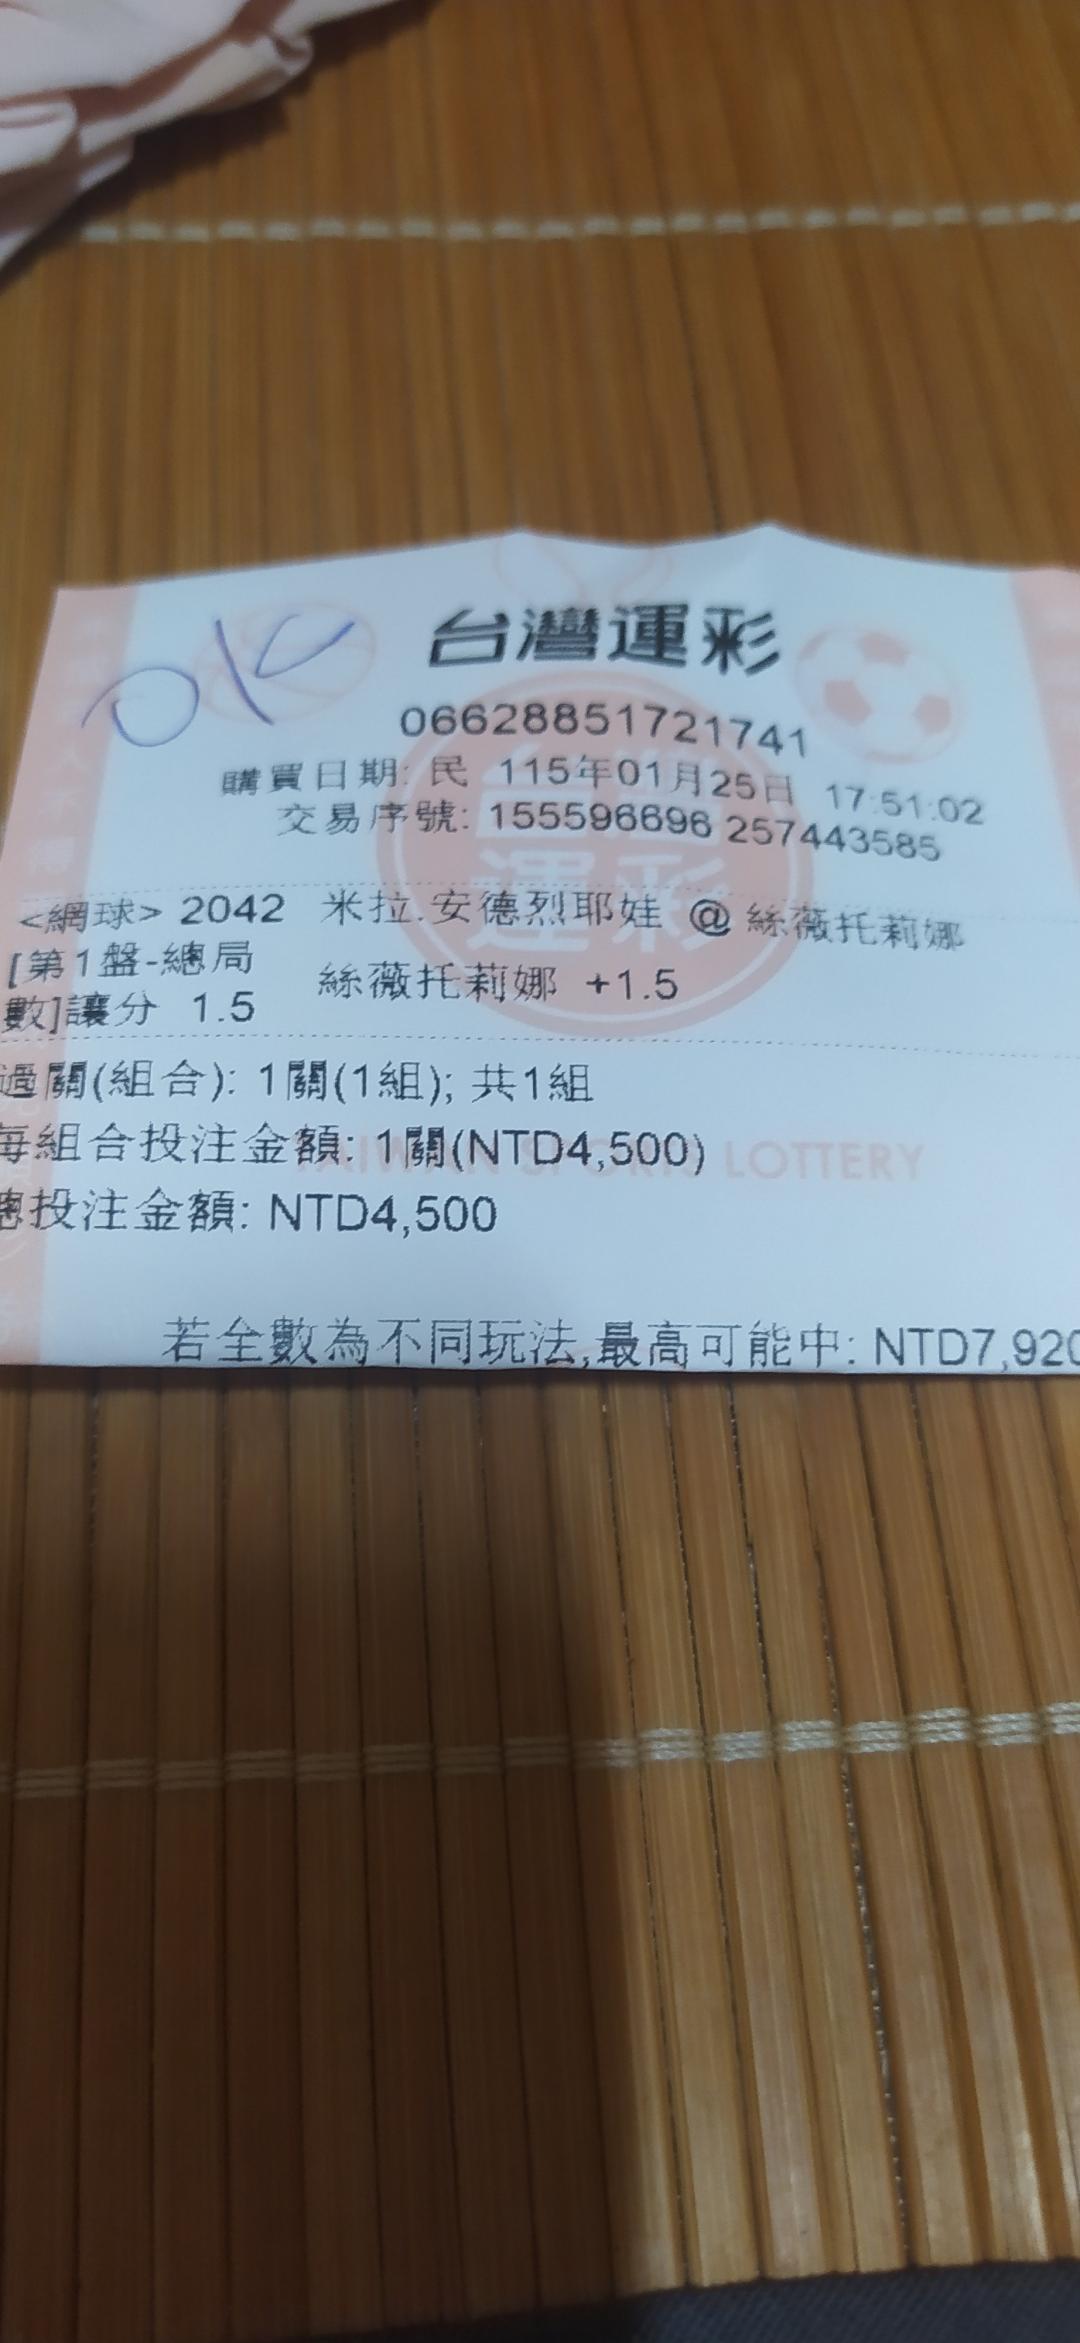 OK
台灣運彩
06628851721741
購買日期: 民 115年01月25日 17:51:02
交易序號: 155596696 257443585
<網球> 2042 米拉.安德烈耶娃 @ 絲薇托莉娜
[第1盤-總局
數]讓分 1.5 絲薇托莉娜 +1.5
過關(組合): 1關(1組); 共1組
每組合投注金額: 1關(NTD4,500)
LOTTERY
總投注金額: NTD4,500
若全數為不同玩法,最高可能中: NTD7,920